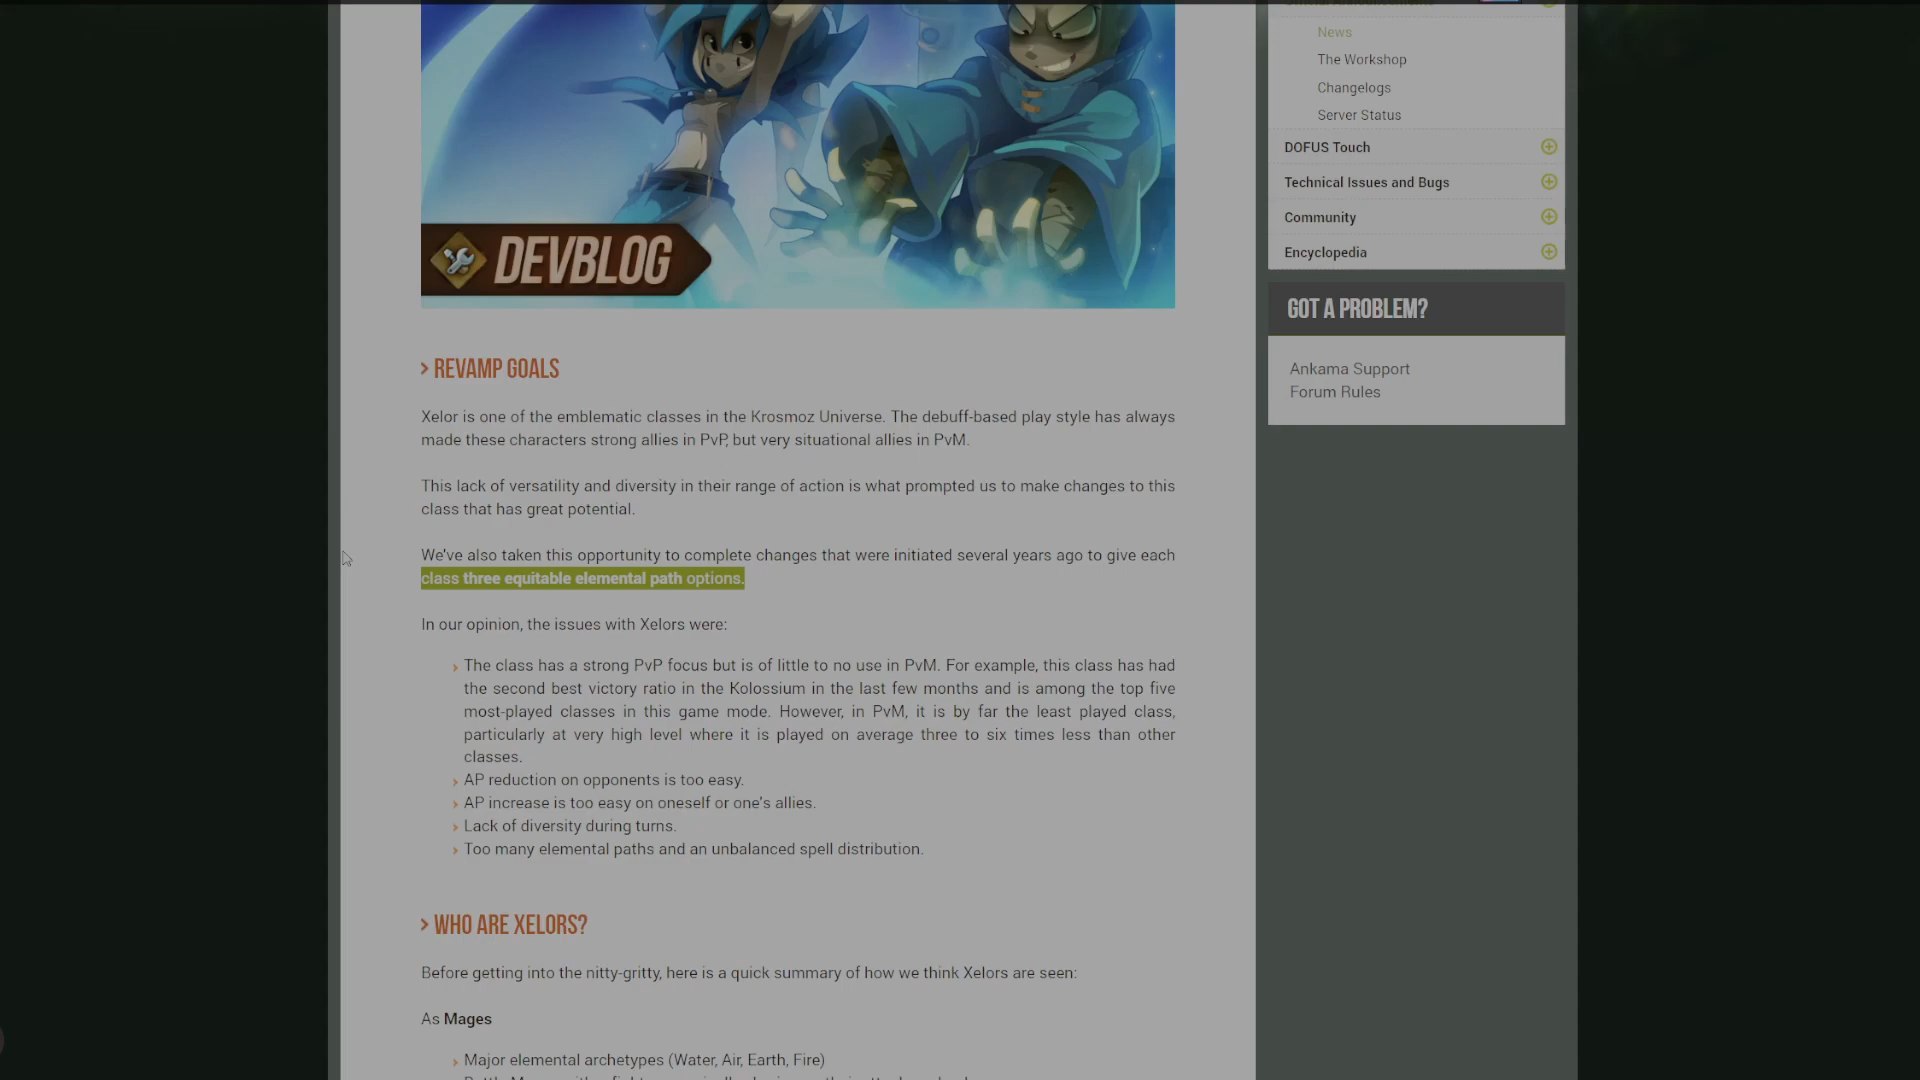 News
The Workshop
Changelogs
Server Status
DOFUS Touch
Technical Issues and Bugs
Community
Encyclopedia
GOT A PROBLEM?
Ankama Support
Forum Rules
DEVBLOG
REVAMP GOALS
Xelor is one of the emblematic classes in the Krosmoz Universe. The debuff-based play style has always
made these characters strong allies in PvP, but very situational allies in PvM.
This lack of versatility and diversity in their range of action is what prompted us to make changes to this
class that has great potential.
We've also taken this opportunity to complete changes that were initiated several years ago to give each
class three equitable elemental path options.
In our opinion, the issues with Xelors were:
The class has a strong PvP focus but is of little to no use in PvM. For example, this class has had
the second best victory ratio in the Kolossium in the last few months and is among the top five
most-played classes in this game mode. However, in PvM, it is by far the least played class,
particularly at very high level where it is played on average three to six times less than other
classes.
AP reduction on opponents is too easy.
AP increase is too easy on oneself or one's allies.
Lack of diversity during turns.
Too many elemental paths and an unbalanced spell distribution.
WHO ARE XELORS?
Before getting into the nitty-gritty, here is a quick summary of how we think Xelors are seen:
As Mages
Major elemental archetypes (Water, Air, Earth, Fire)